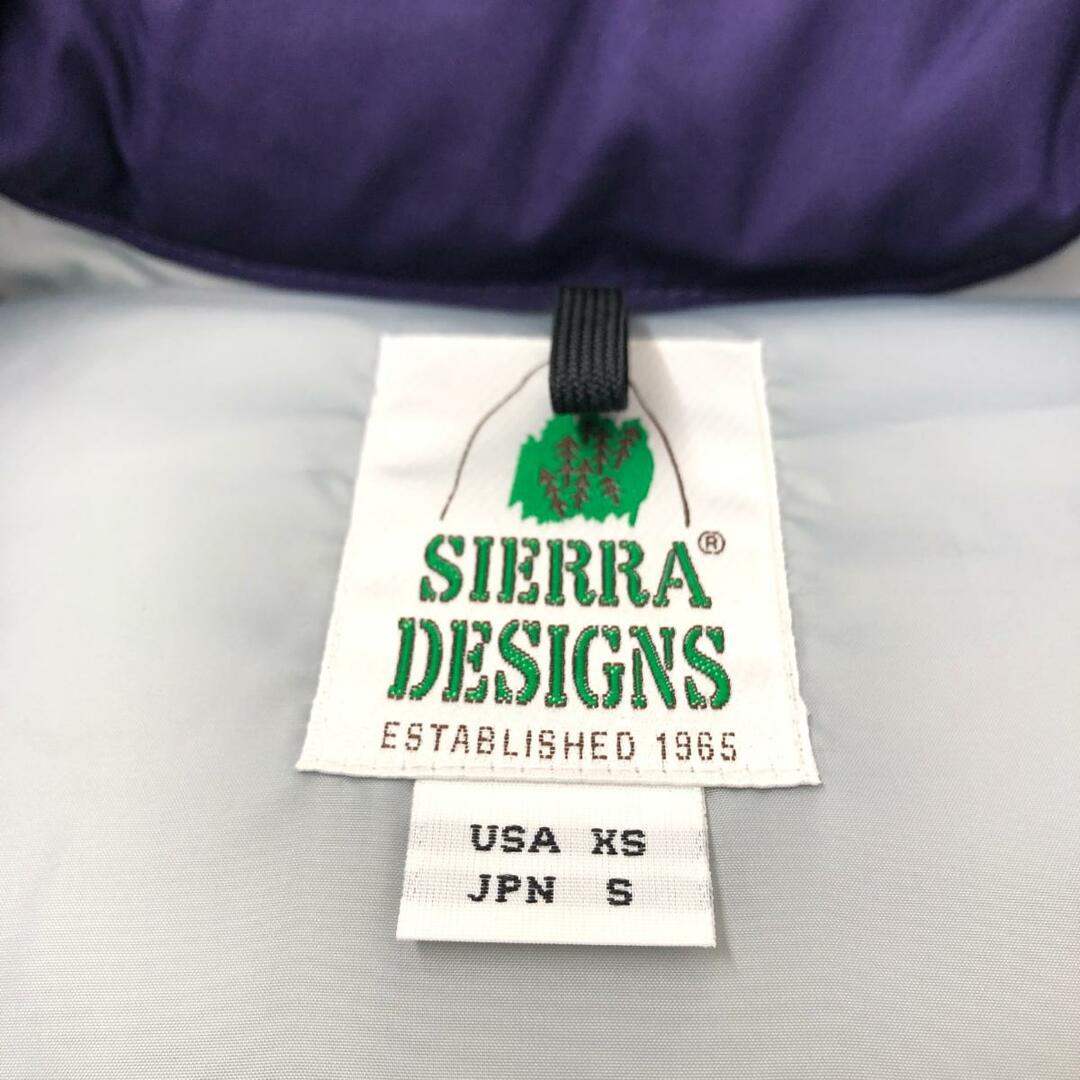 SIERRA®
DESIGNS
ESTABLISHED 1965
USA XS
JPN S